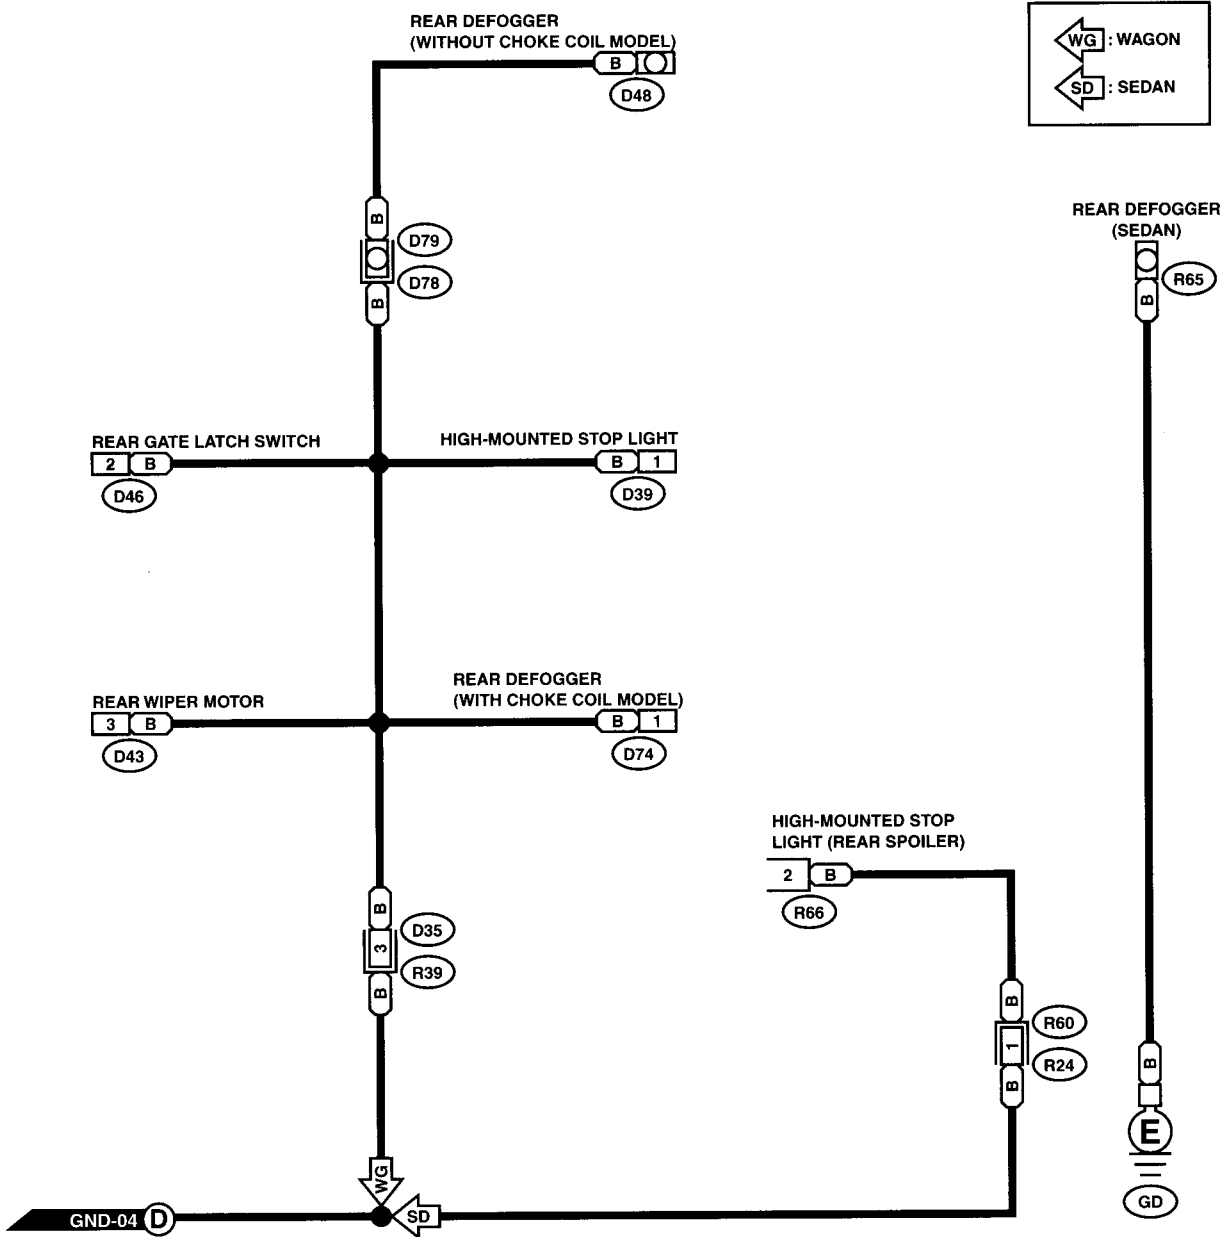 REAR DEFOGGER
(WITHOUT CHOKE COIL MODEL)
B
D48
WG : WAGON
SD : SEDAN
B
D79
D78
B
REAR DEFOGGER
(SEDAN)
R65
B
REAR GATE LATCH SWITCH
2 B
D46
HIGH-MOUNTED STOP LIGHT
B 1
D39
REAR WIPER MOTOR
3 B
D43
REAR DEFOGGER
(WITH CHOKE COIL MODEL)
B 1
D74
HIGH-MOUNTED STOP
LIGHT (REAR SPOILER)
2 B
R66
B
D35
3
R39
B
B
R60
1
R24
B
B
E
GD
WG
GND-04 D
SD